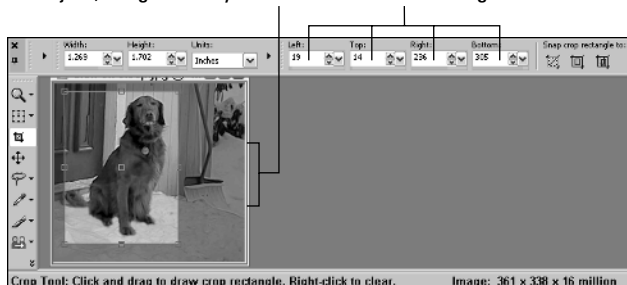 Width: Height: Units: Left: Top: Right: Bottom: Snap crop rectangle to:
1.269 1.702 Inches 19 14 236 305
Crop Tool: Click and drag to draw crop rectangle. Right-click to clear. Image: 361 x 338 x 16 million